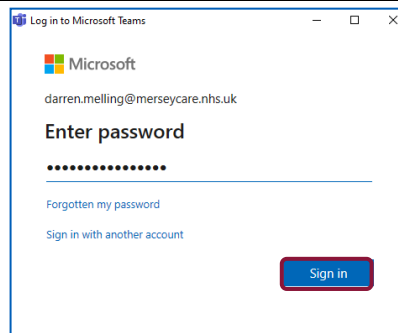 Log in to Microsoft Teams
Microsoft
darren.melling@merseycare.nhs.uk
Enter password
••••••••••••••••
Forgotten my password
Sign in with another account
Sign in